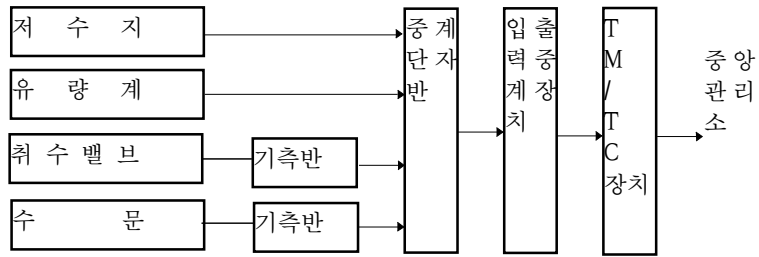 저 수 지
유 량 계
취 수 밸 브
기측반
수 문
기측반
중 계
단 자
반
입 출
력 중
계 장
치
T
M
/
T
C
장치
중 앙
관 리
소